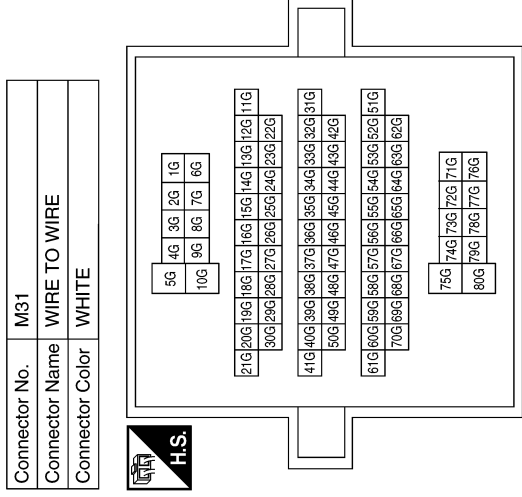 Connector No. M31
Connector Name WIRE TO WIRE
Connector Color WHITE
H.S.
5G 4G 3G 2G 1G
10G 9G 8G 7G 6G
21G 20G 19G 18G 17G 16G 15G 14G 13G 12G 11G
30G 29G 28G 27G 26G 25G 24G 23G 22G
41G 40G 39G 38G 37G 36G 35G 34G 33G 32G 31G
50G 49G 48G 47G 46G 45G 44G 43G 42G
61G 60G 59G 58G 57G 56G 55G 54G 53G 52G 51G
70G 69G 68G 67G 66G 65G 64G 63G 62G
75G 74G 73G 72G 71G
80G 79G 78G 77G 76G